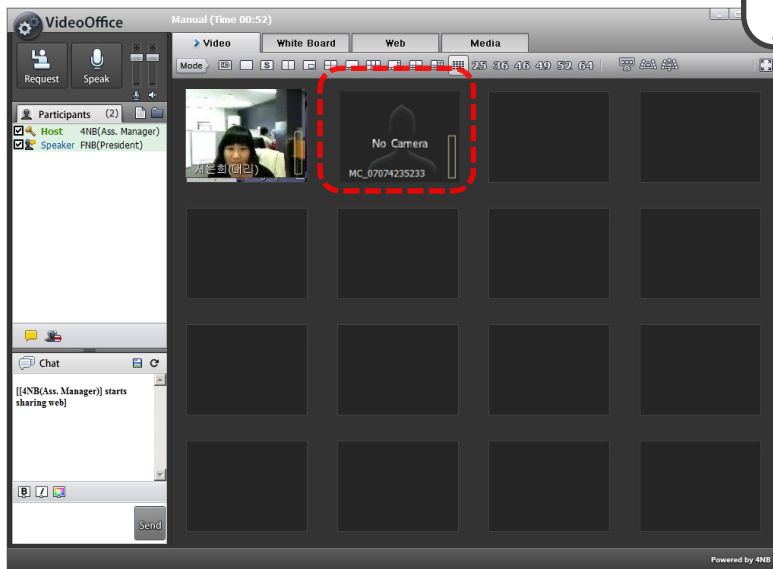 VideoOffice
Manual (Time 00:52)
Video White Board Web Media
Request Speak
Mode S 25 36 46 49 52 64
Participants (2)
Host 4NB(Ass. Manager)
Speaker FNB(President)
No Camera
(대리)
MC_07074235233
Chat
[[4NB(Ass. Manager)] starts
sharing web]
B I
Send
Powered by 4NB